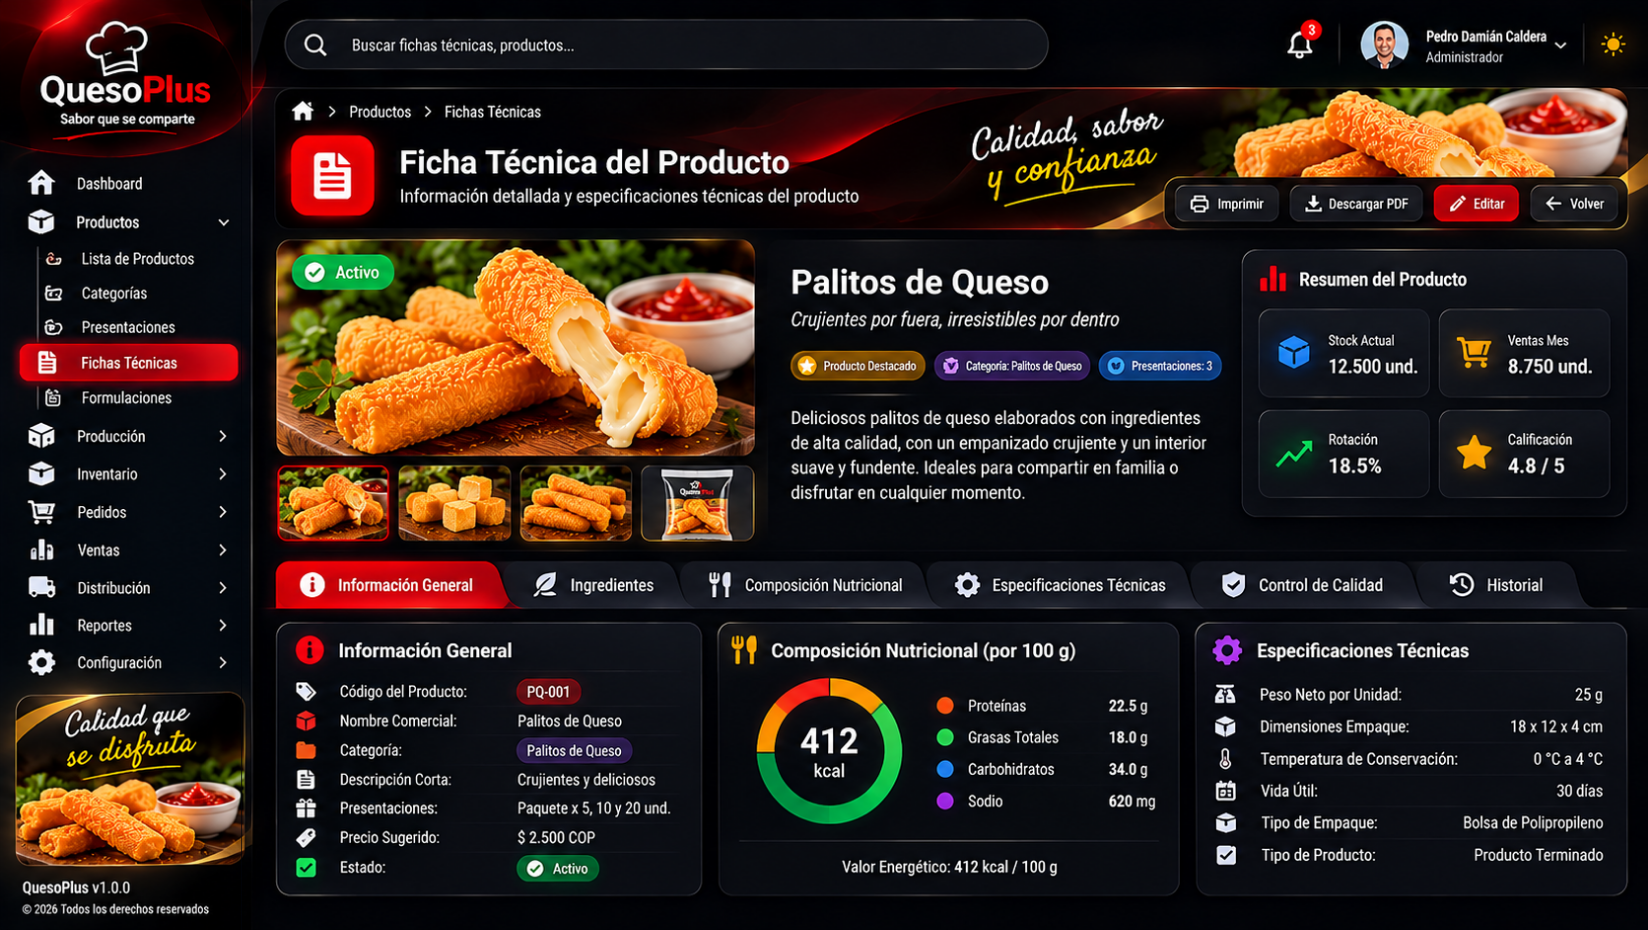 QuesoPlus
Sabor que se comparte
Dashboard
Productos
Lista de Productos
Categorías
Presentaciones
Fichas Técnicas
Formulaciones
Producción
Inventario
Pedidos
Ventas
Distribución
Reportes
Configuración
Calidad que
se disfruta
QuesoPlus v1.0.0
© 2026 Todos los derechos reservados
Buscar fichas técnicas, productos...
3
Pedro Damián Caldera
Administrador
Productos > Fichas Técnicas
Ficha Técnica del Producto
Información detallada y especificaciones técnicas del producto
Calidad, sabor
y confianza
Imprimir
Descargar PDF
Editar
Volver
Activo
QuesoPlus
Palitos de Queso
Crujientes por fuera, irresistibles por dentro
Producto Destacado
Categoría: Palitos de Queso
Presentaciones: 3
Deliciosos palitos de queso elaborados con ingredientes
de alta calidad, con un empanizado crujiente y un interior
suave y fundente. Ideales para compartir en familia o
disfrutar en cualquier momento.
Resumen del Producto
Stock Actual
12.500 und.
Ventas Mes
8.750 und.
Rotación
18.5%
Calificación
4.8 / 5
Información General
Ingredientes
Composición Nutricional
Especificaciones Técnicas
Control de Calidad
Historial
Información General
Código del Producto: PQ-001
Nombre Comercial: Palitos de Queso
Categoría: Palitos de Queso
Descripción Corta: Crujientes y deliciosos
Presentaciones: Paquete x 5, 10 y 20 und.
Precio Sugerido: $ 2.500 COP
Estado: Activo
Composición Nutricional (por 100 g)
412
kcal
Proteínas 22.5 g
Grasas Totales 18.0 g
Carbohidratos 34.0 g
Sodio 620 mg
Valor Energético: 412 kcal / 100 g
Especificaciones Técnicas
Peso Neto por Unidad: 25 g
Dimensiones Empaque: 18 x 12 x 4 cm
Temperatura de Conservación: 0 °C a 4 °C
Vida Útil: 30 días
Tipo de Empaque: Bolsa de Polipropileno
Tipo de Producto: Producto Terminado